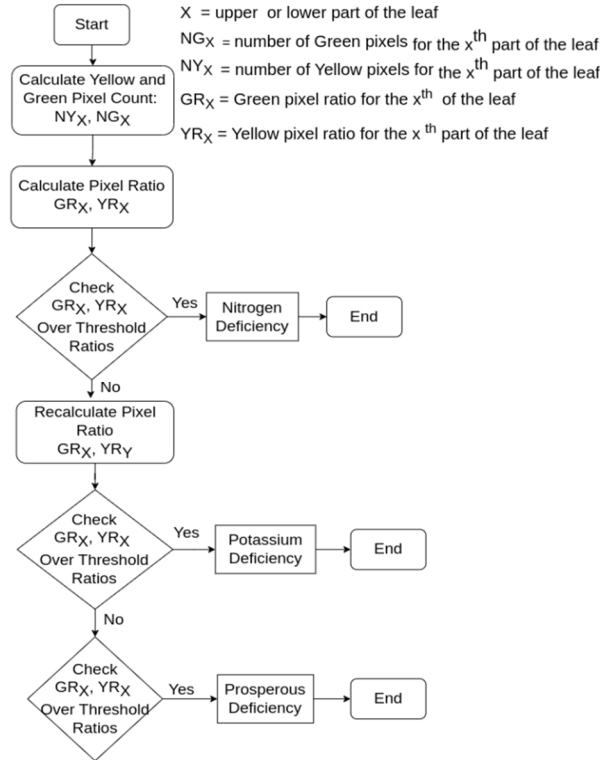 Start
X = upper or lower part of the leaf
NGX = number of Green pixels for the xth part of the leaf
NYX = number of Yellow pixels for the xth part of the leaf
GRX = Green pixel ratio for the xth of the leaf
YRX = Yellow pixel ratio for the x th part of the leaf
Calculate Yellow and
Green Pixel Count:
NYX, NGX
Calculate Pixel Ratio
GRX, YRX
Check
GRX, YRX
Over Threshold
Ratios
Yes
Nitrogen
Deficiency
End
No
Recalculate Pixel
Ratio
GRX, YRY
Check
GRX, YRX
Over Threshold
Ratios
Yes
Potassium
Deficiency
End
No
Check
GRX, YRX
Over Threshold
Ratios
Yes
Prosperous
Deficiency
End